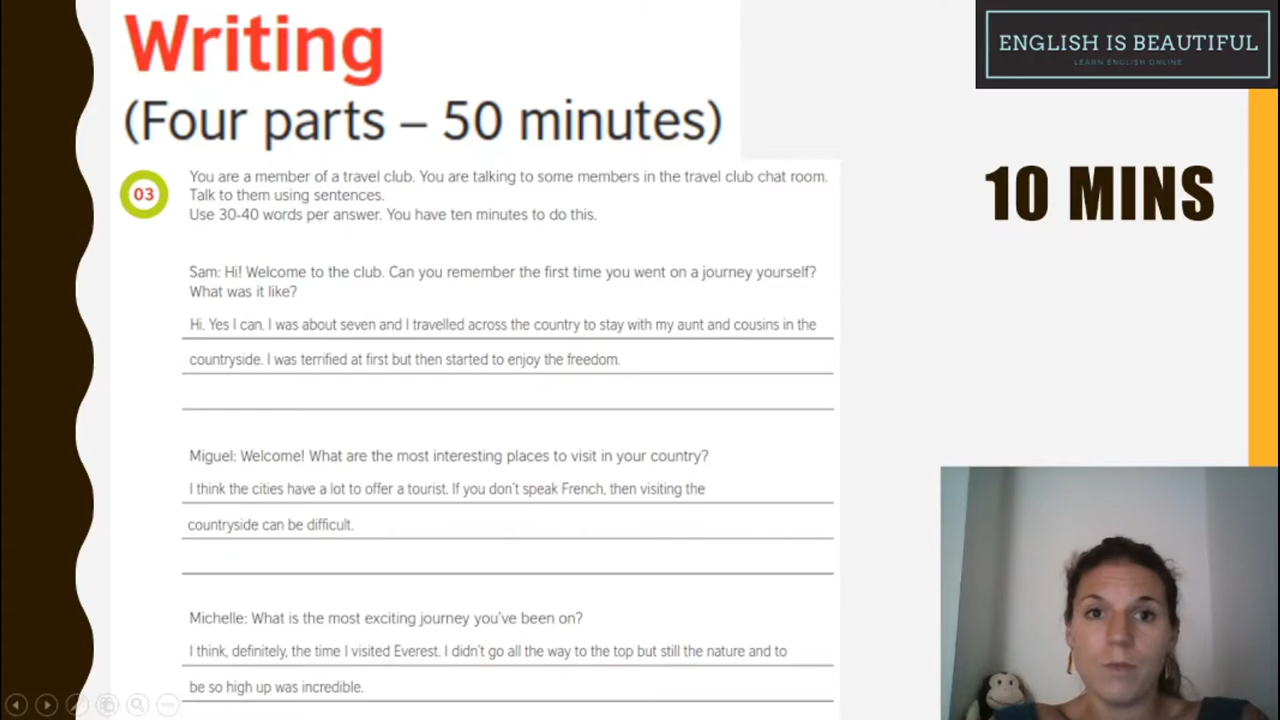 Writing
(Four parts – 50 minutes)
ENGLISH IS BEAUTIFUL
LEARN ENGLISH ONLINE
10 MINS
03
You are a member of a travel club. You are talking to some members in the travel club chat room.
Talk to them using sentences.
Use 30-40 words per answer. You have ten minutes to do this.
Sam: Hi! Welcome to the club. Can you remember the first time you went on a journey yourself?
What was it like?
Hi. Yes I can. I was about seven and I travelled across the country to stay with my aunt and cousins in the
countryside. I was terrified at first but then started to enjoy the freedom.
Miguel: Welcome! What are the most interesting places to visit in your country?
I think the cities have a lot to offer a tourist. If you don't speak French, then visiting the
countryside can be difficult.
Michelle: What is the most exciting journey you've been on?
I think, definitely, the time I visited Everest. I didn't go all the way to the top but still the nature and to
be so high up was incredible.